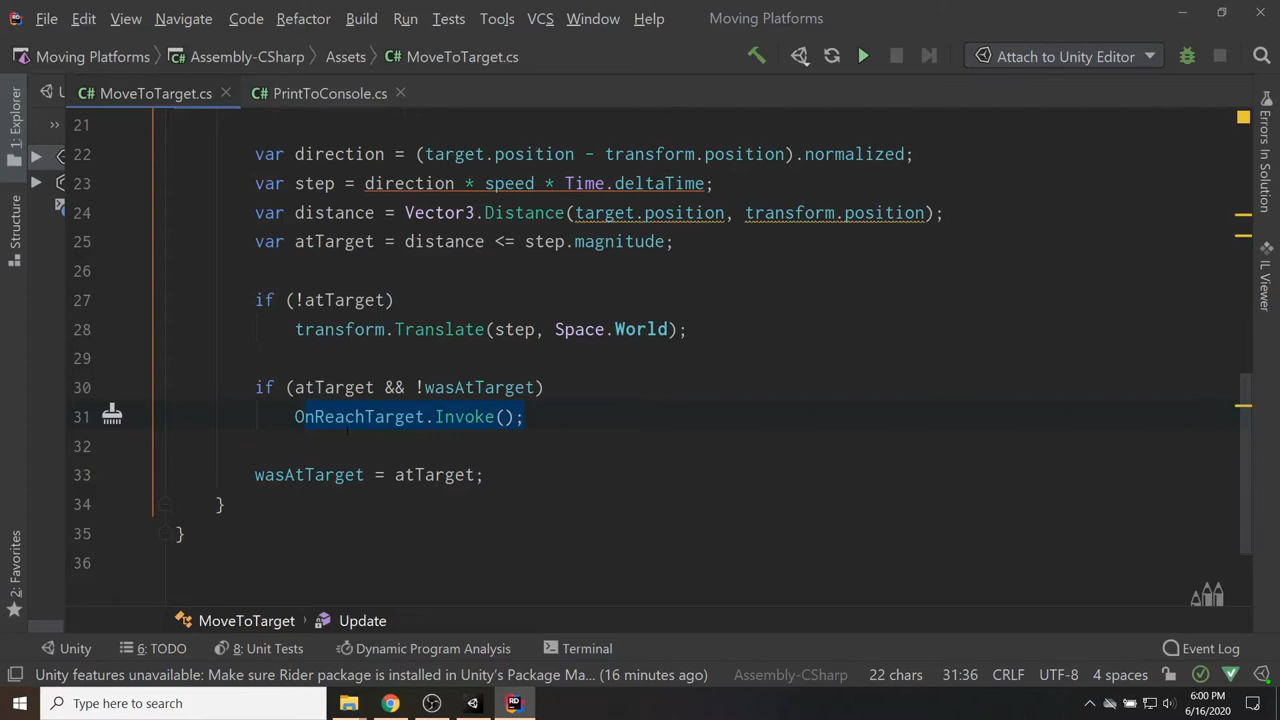 File Edit View Navigate Code Refactor Build Run Tests Tools VCS Window Help Moving Platforms
Moving Platforms Assembly-CSharp Assets MoveToTarget.cs Attach to Unity Editor
MoveToTarget.cs PrintToConsole.cs
1: Explorer
Structure
2: Favorites
21
22 var direction = (target.position - transform.position).normalized;
23 var step = direction * speed * Time.deltaTime;
24 var distance = Vector3.Distance(target.position, transform.position);
25 var atTarget = distance <= step.magnitude;
26
27 if (!atTarget)
28 transform.Translate(step, Space.World);
29
30 if (atTarget && !wasAtTarget)
31 OnReachTarget.Invoke();
32
33 wasAtTarget = atTarget;
34 }
35 }
36
Errors In Solution
IL Viewer
MoveToTarget Update
Unity 6: TODO 8: Unit Tests Dynamic Program Analysis Terminal Event Log
Unity features unavailable: Make sure Rider package is installed in Unity's Package Ma... (16 minutes ago) Assembly-CSharp 22 chars 31:36 CRLF UTF-8 4 spaces
Type here to search
6:00 PM
6/16/2020